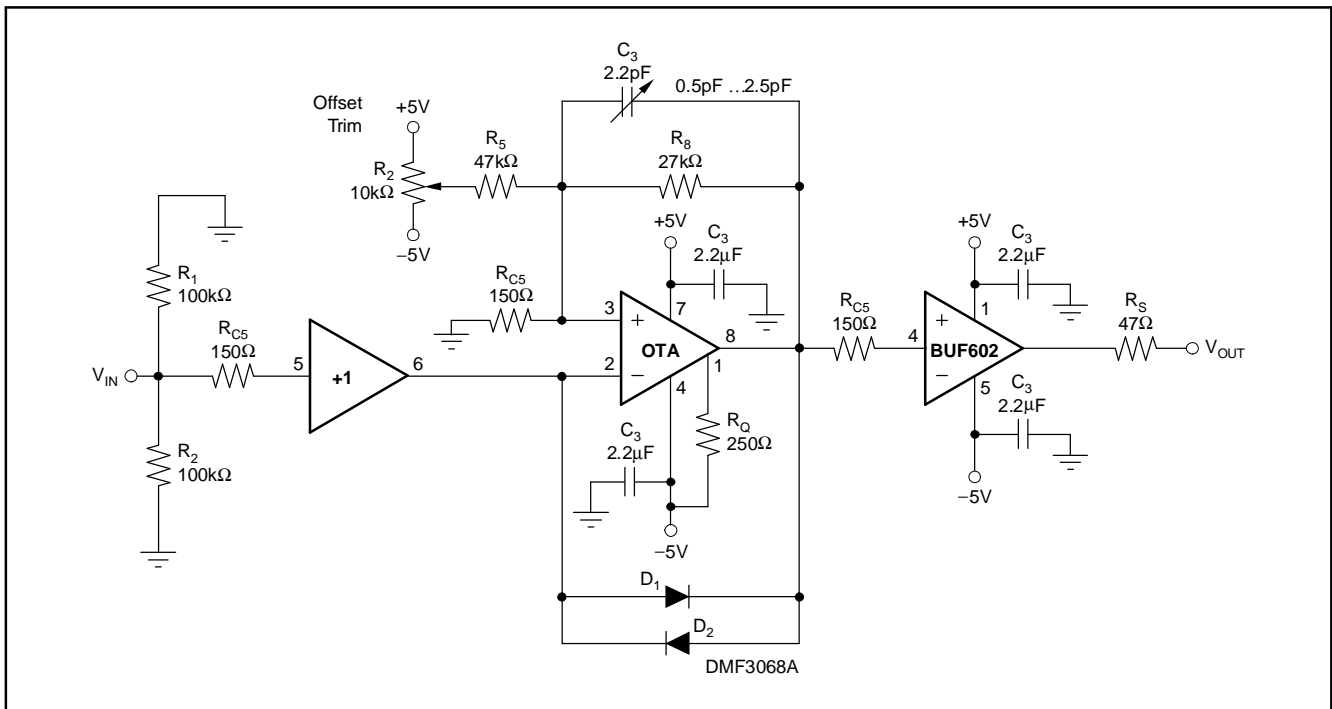 C3
2.2pF
0.5pF ...2.5pF
Offset
Trim
+5V
R2
10kΩ
−5V
R5
47kΩ
R8
27kΩ
R1
100kΩ
VIN
R2
100kΩ
RC5
150Ω
5
+1
6
RC5
150Ω
3
+
2
−
OTA
+5V
7
C3
2.2µF
8
1
4
RQ
250Ω
C3
2.2µF
−5V
D1
D2
DMF3068A
RC5
150Ω
4
+
−
BUF602
+5V
1
C3
2.2µF
5
C3
2.2µF
−5V
RS
47Ω
VOUT